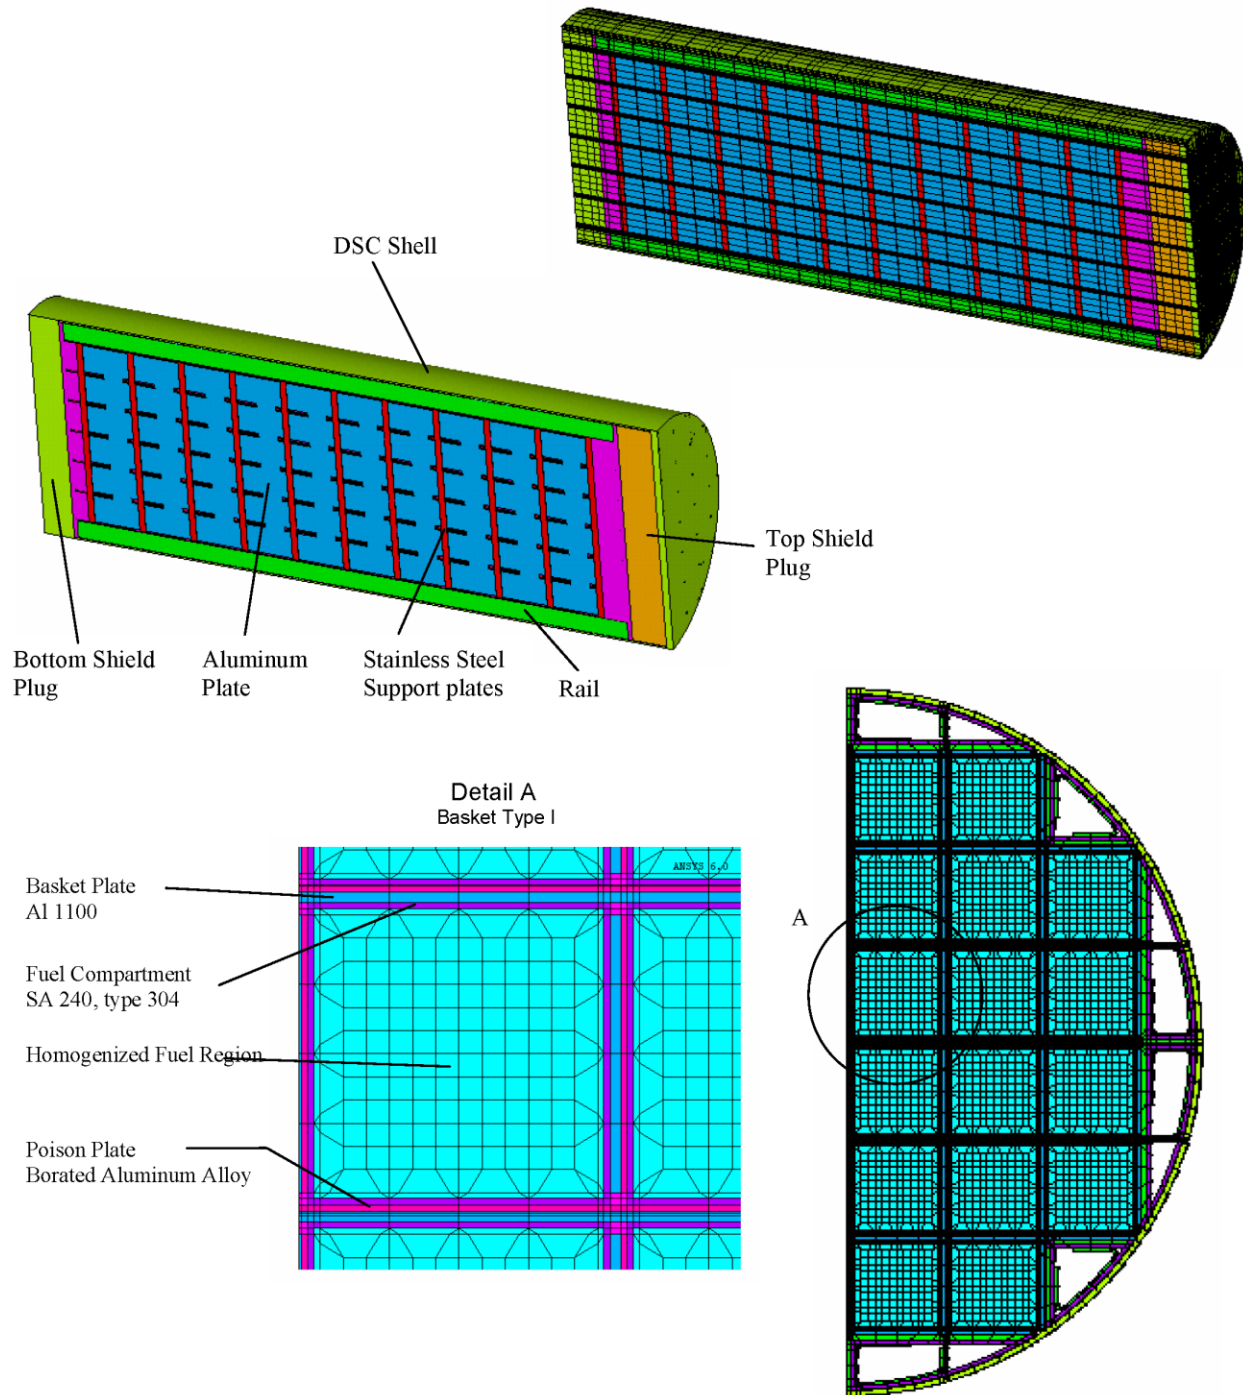 DSC Shell
Top Shield
Plug
Bottom Shield
Plug
Aluminum
Plate
Stainless Steel
Support plates
Rail
Detail A
Basket Type I
ANSYS 6.0
Basket Plate
Al 1100
Fuel Compartment
SA 240, type 304
Homogenized Fuel Region
Poison Plate
Borated Aluminum Alloy
A